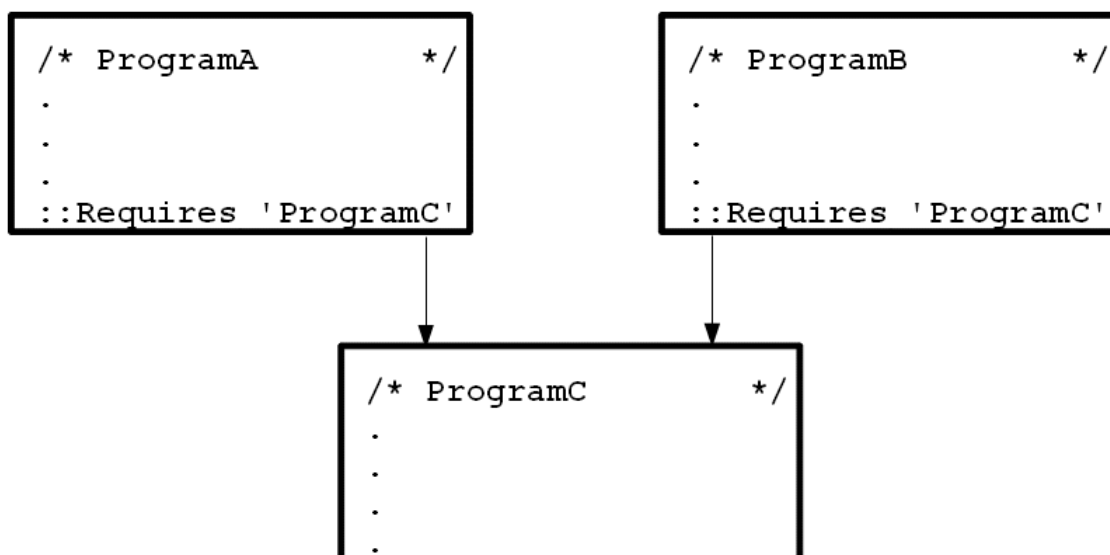 /* ProgramA */
.
.
.
::Requires 'ProgramC'
/* ProgramB */
.
.
.
::Requires 'ProgramC'
/* ProgramC */
.
.
.
.